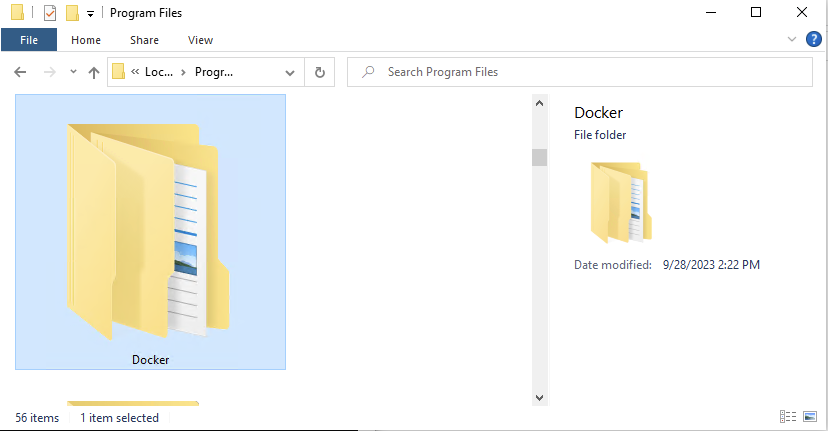 Program Files
File Home Share View
« Loc... › Progr... Search Program Files
Docker
Docker
File folder
Date modified: 9/28/2023 2:22 PM
56 items 1 item selected